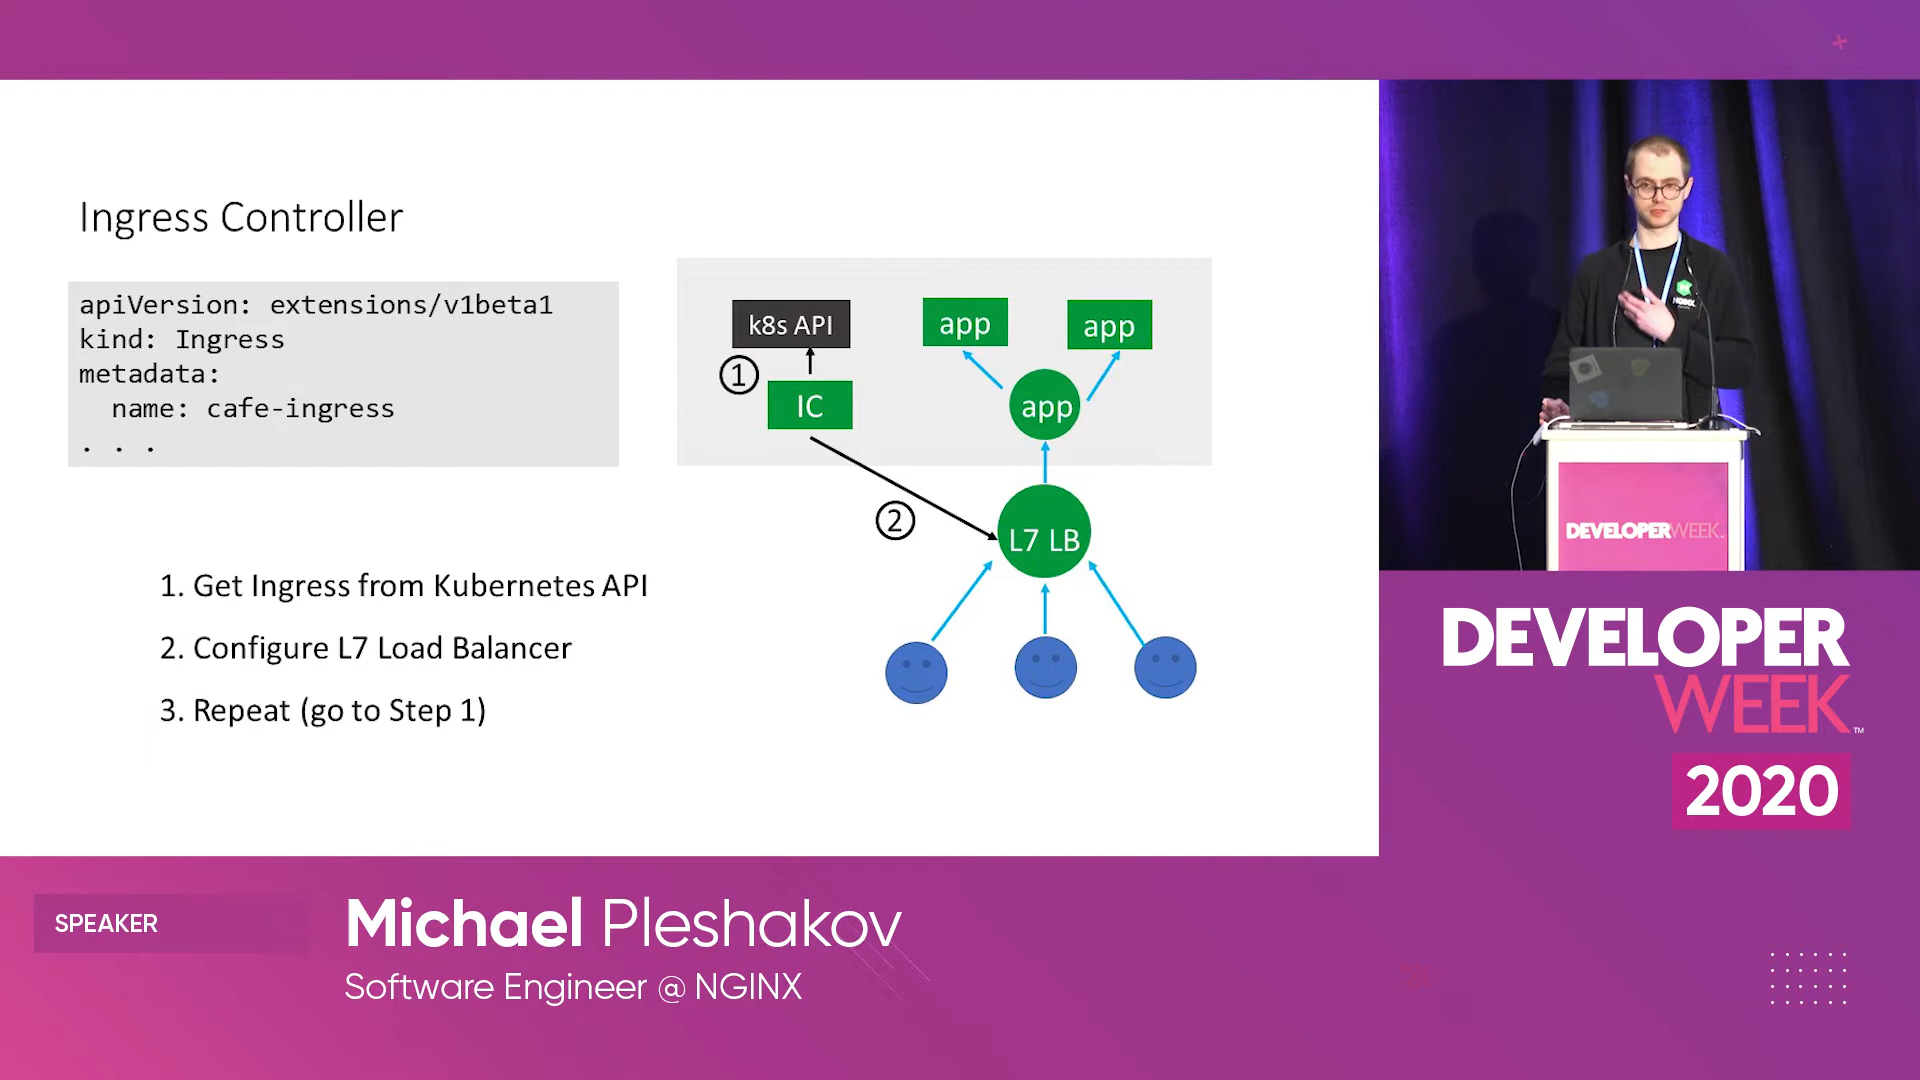 Ingress Controller
apiVersion: extensions/v1beta1
kind: Ingress
metadata:
name: cafe-ingress
. . .
k8s API
app
app
1
IC
app
2
L7 LB
1. Get Ingress from Kubernetes API
2. Configure L7 Load Balancer
3. Repeat (go to Step 1)
NGINX
DEVELOPERWEEK.
DEVELOPER
WEEK™
2020
SPEAKER
Michael Pleshakov
Software Engineer @ NGINX